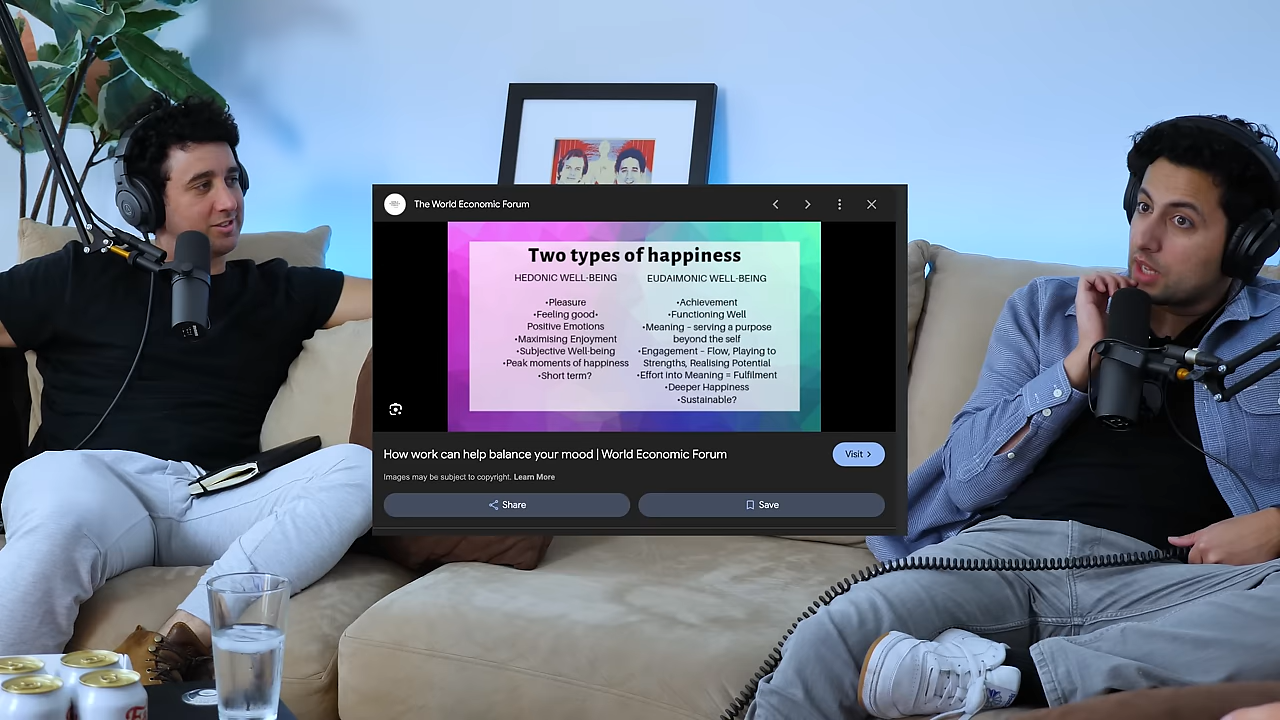 The World Economic Forum
Two types of happiness
HEDONIC WELL-BEING
•Pleasure
•Feeling good•
Positive Emotions
•Maximising Enjoyment
•Subjective Well-being
•Peak moments of happiness
•Short term?
EUDAIMONIC WELL-BEING
•Achievement
•Functioning Well
•Meaning – serving a purpose
beyond the self
•Engagement – Flow, Playing to
Strengths, Realising Potential
•Effort into Meaning = Fulfilment
•Deeper Happiness
•Sustainable?
How work can help balance your mood | World Economic Forum
Visit
Images may be subject to copyright. Learn More
Share
Save